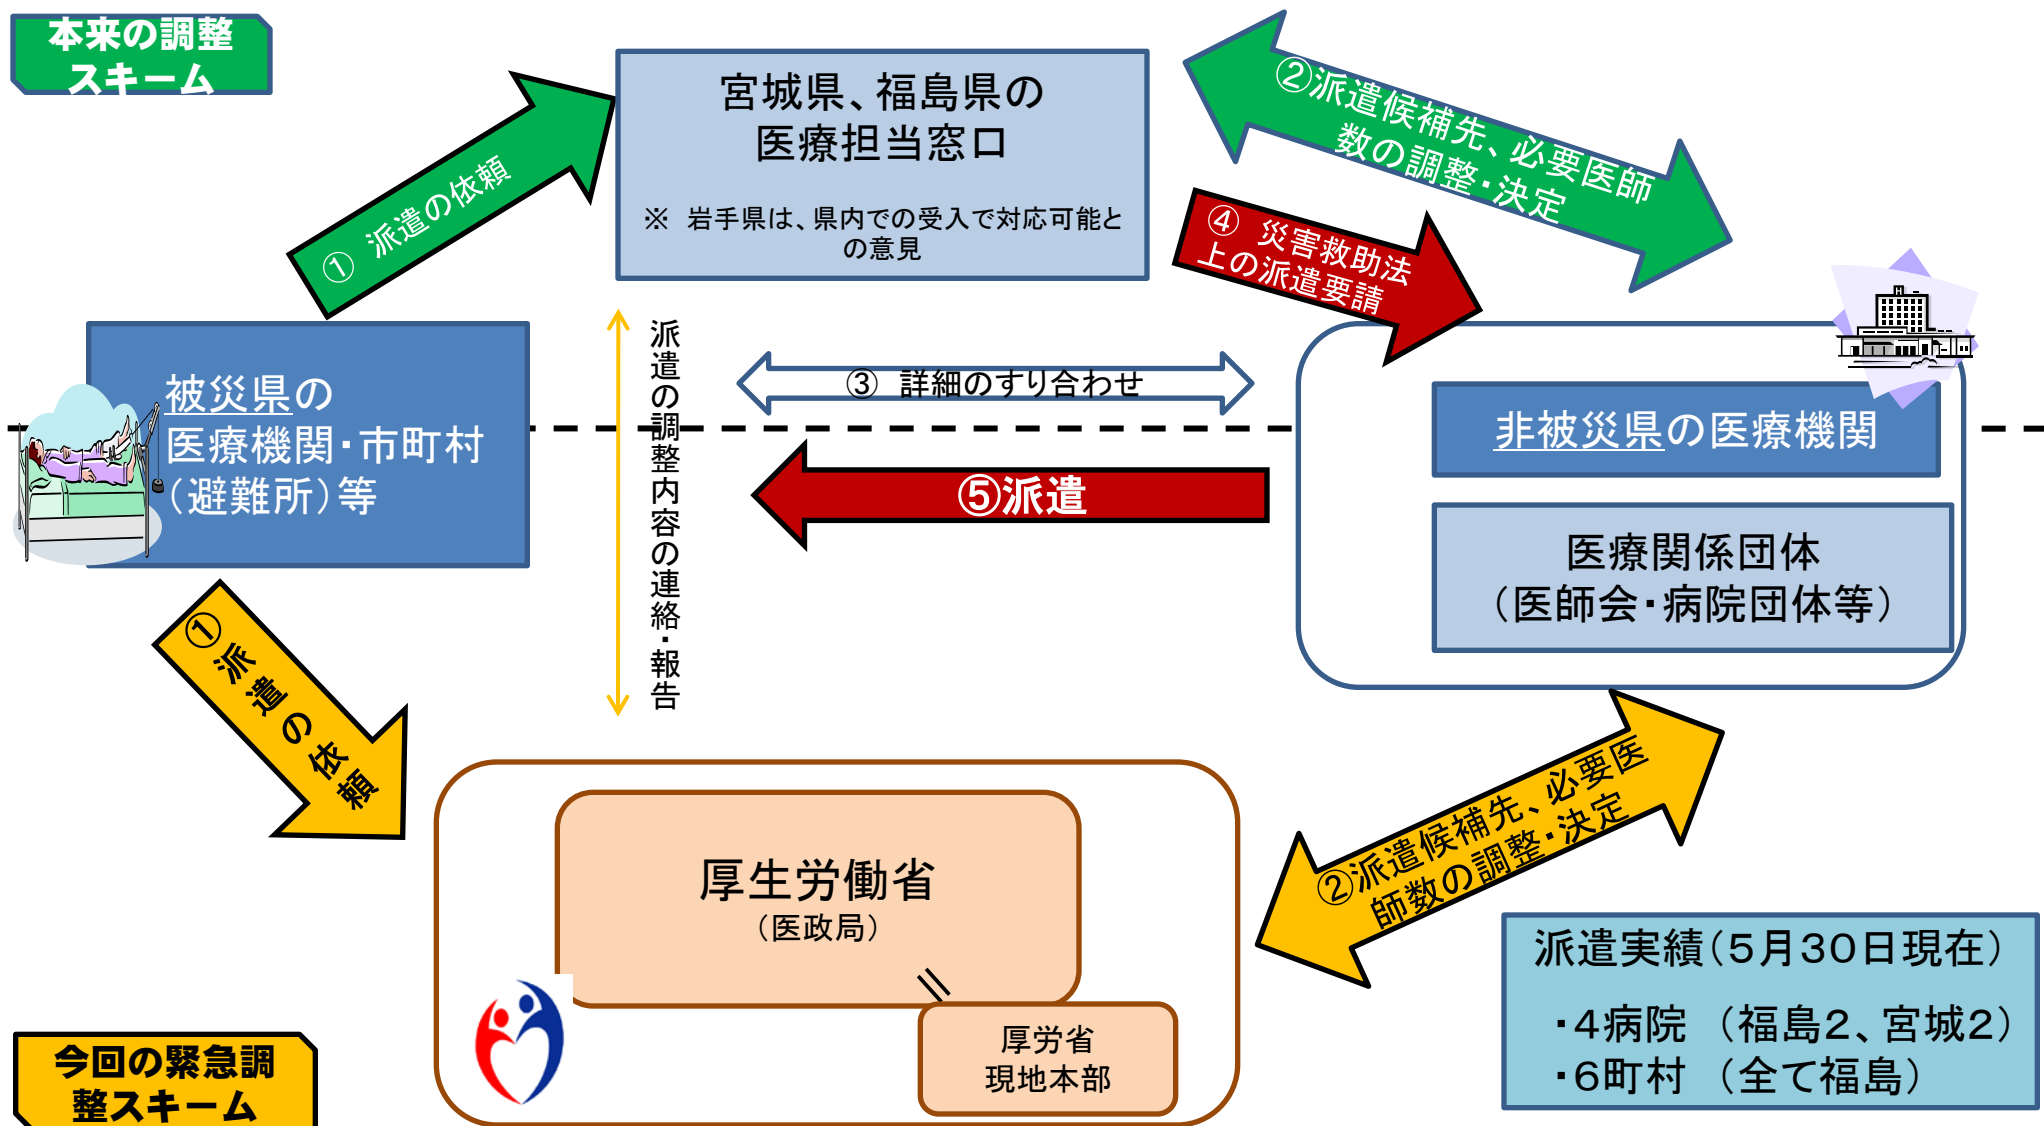 本来の調整
スキーム
宮城県、福島県の
医療担当窓口
※ 岩手県は、県内での受入で対応可能と
の意見
① 派遣の依頼
②派遣候補先、必要医師
数の調整・決定
④ 災害救助法
上の派遣要請
被災県の
医療機関・市町村
（避難所）等
派遣の調整内容の連絡・報告
③ 詳細のすり合わせ
⑤派遣
非被災県の医療機関
医療関係団体
（医師会・病院団体等）
① 派遣の依頼
②派遣候補先、必要医
師数の調整・決定
厚生労働省
（医政局）
厚労省
現地本部
派遣実績（５月３０日現在）
・４病院 （福島２、宮城２）
・６町村 （全て福島）
今回の緊急調
整スキーム
H